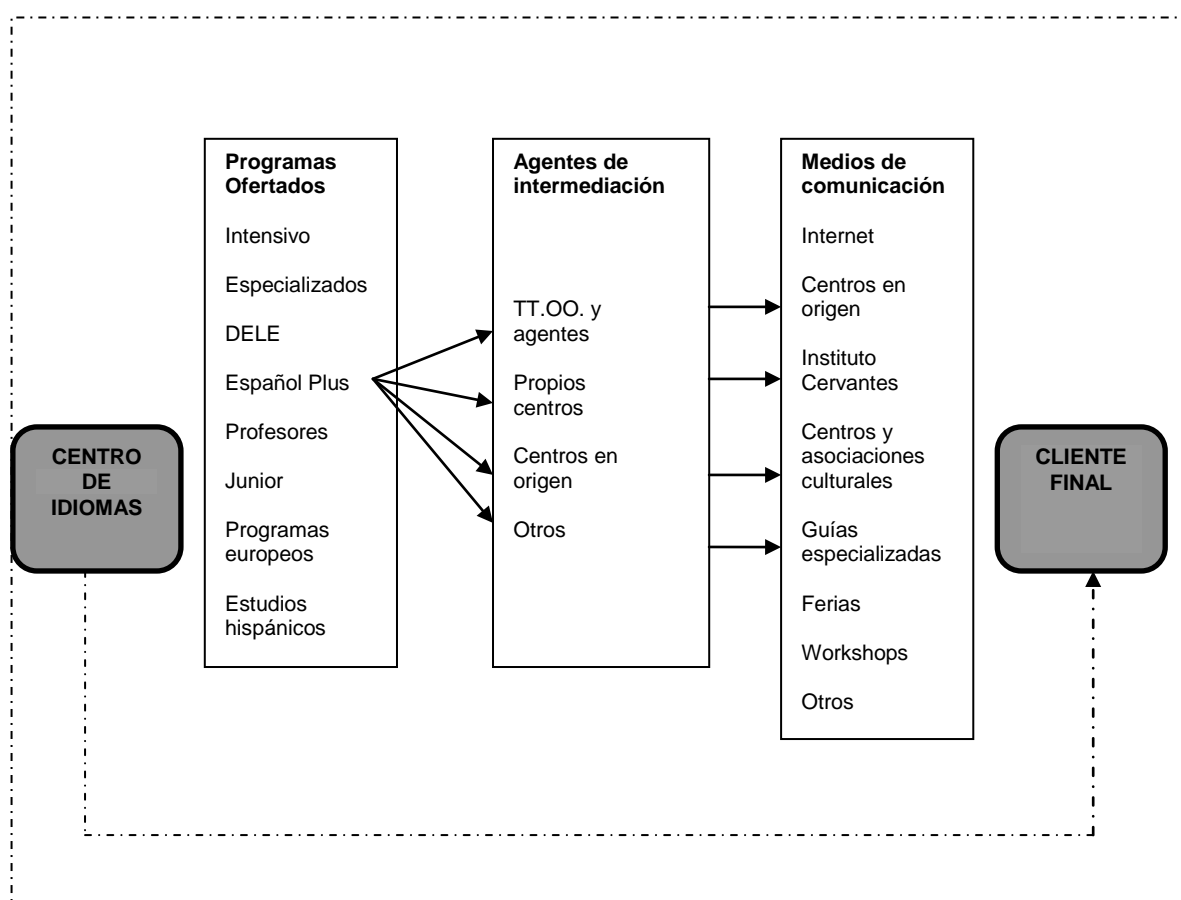 CENTRO
DE
IDIOMAS
Programas
Ofertados
Intensivo
Especializados
DELE
Español Plus
Profesores
Junior
Programas
europeos
Estudios
hispánicos
Agentes de
intermediación
TT.OO. y
agentes
Propios
centros
Centros en
origen
Otros
Medios de
comunicación
Internet
Centros en
origen
Instituto
Cervantes
Centros y
asociaciones
culturales
Guías
especializadas
Ferias
Workshops
Otros
CLIENTE
FINAL